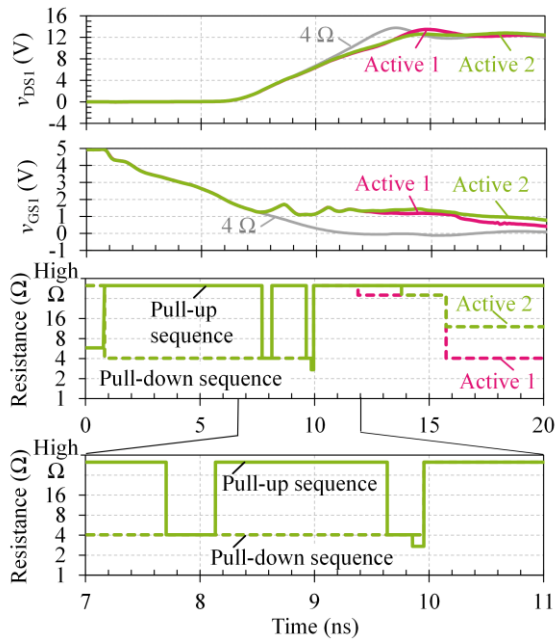 16
12
8
4
0
-4
v_DS1 (V)
4 Ω
Active 1
Active 2
5
4
3
2
1
0
-1
v_GS1 (V)
Active 1
Active 2
4 Ω
High
Ω
16
8
4
2
1
Resistance (Ω)
Pull-up
sequence
Pull-down sequence
Active 2
Active 1
0 5 10 15 20
High
Ω
16
8
4
2
1
Resistance (Ω)
Pull-up sequence
Pull-down sequence
7 8 9 10 11
Time (ns)